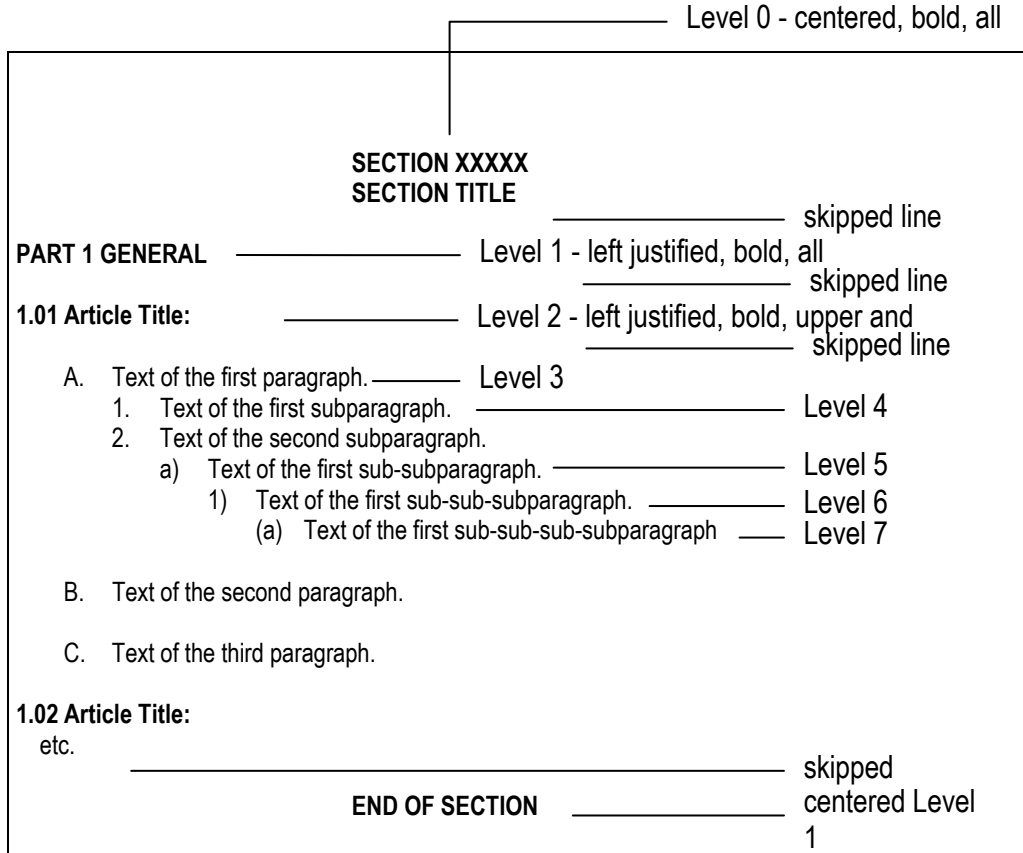 Level 0 - centered, bold, all
SECTION XXXXX
SECTION TITLE
skipped line
PART 1 GENERAL
Level 1 - left justified, bold, all
skipped line
1.01 Article Title:
Level 2 - left justified, bold, upper and
skipped line
A. Text of the first paragraph.
Level 3
1. Text of the first subparagraph.
Level 4
2. Text of the second subparagraph.
a) Text of the first sub-subparagraph.
Level 5
1) Text of the first sub-sub-subparagraph.
Level 6
(a) Text of the first sub-sub-sub-subparagraph
Level 7
B. Text of the second paragraph.
C. Text of the third paragraph.
1.02 Article Title:
etc.
skipped
END OF SECTION
centered Level
1